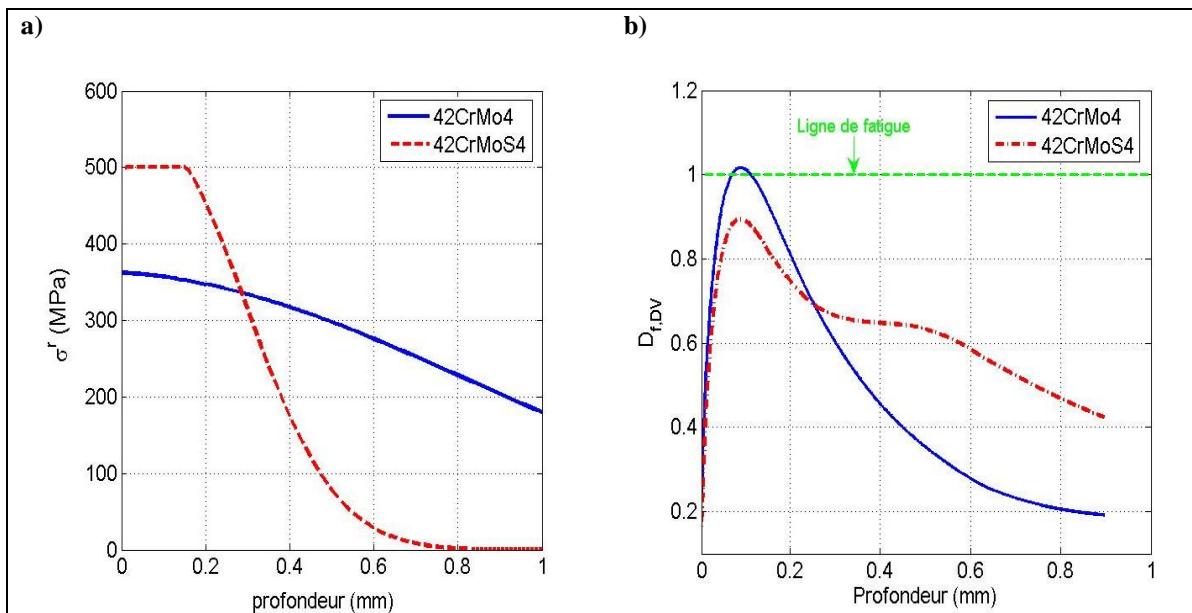 a)
600
500
400
300
200
100
0
0
0.2
0.4
0.6
0.8
1
σʳ (MPa)
profondeur (mm)
42CrMo4
42CrMoS4
b)
1.2
1
0.8
0.6
0.4
0.2
0
0.2
0.4
0.6
0.8
1
D_f,DV
Profondeur (mm)
Ligne de fatigue
42CrMo4
42CrMoS4